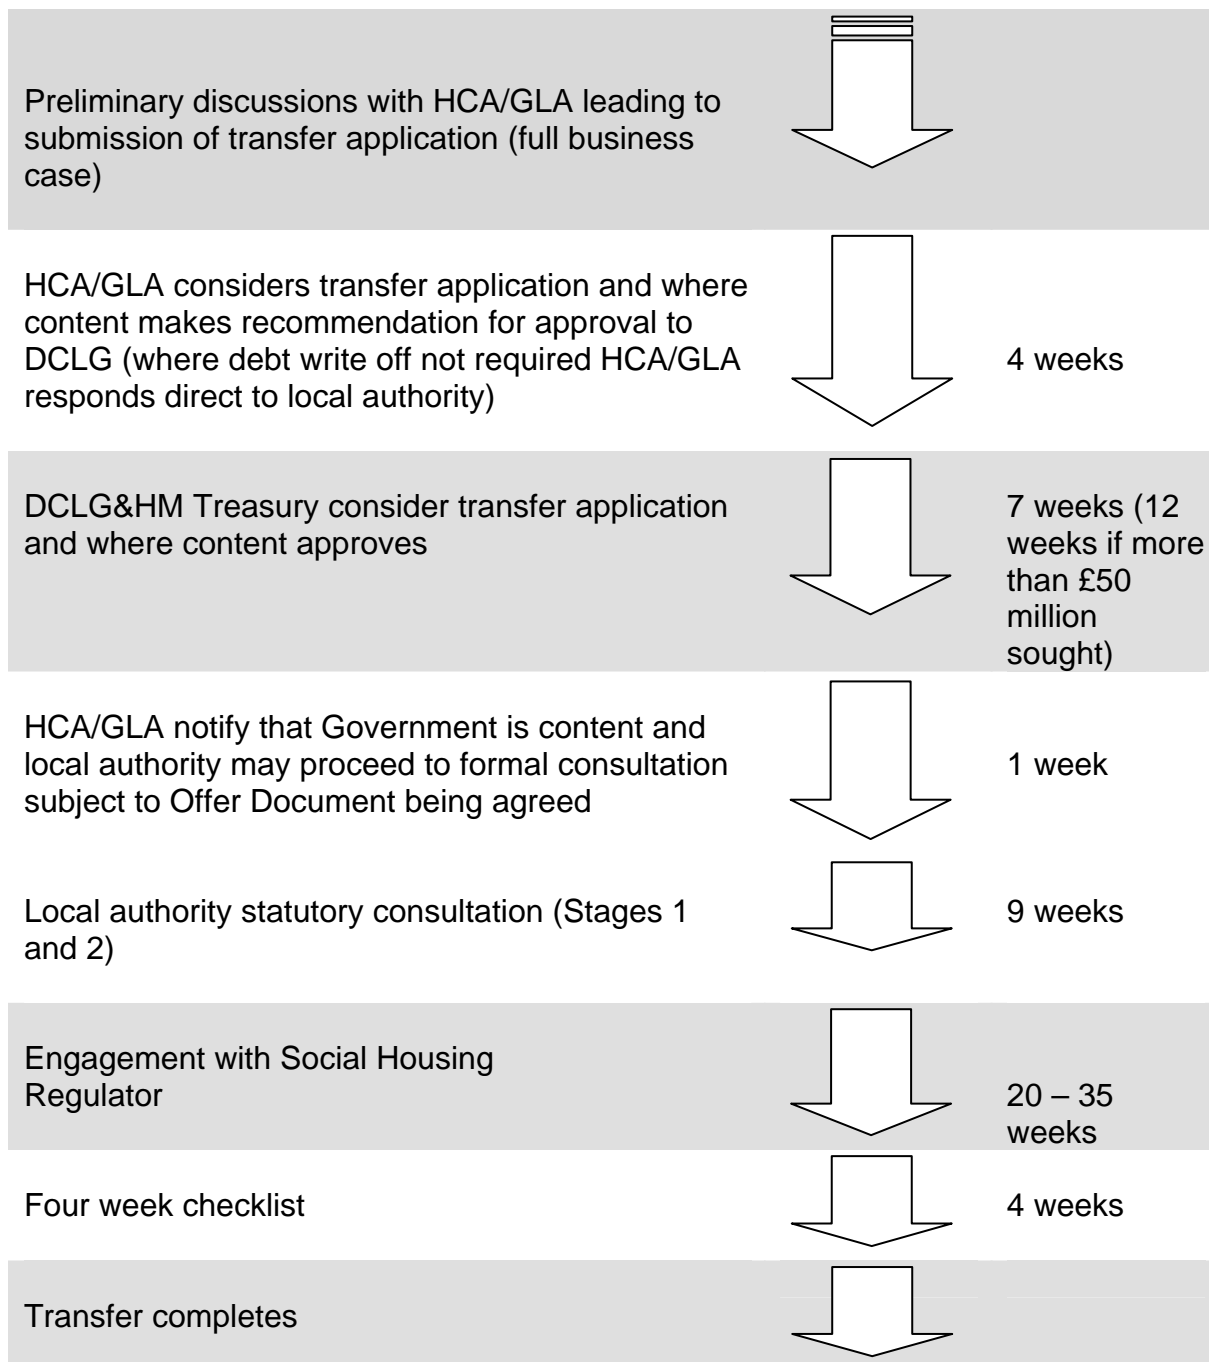 Preliminary discussions with HCA/GLA leading to
submission of transfer application (full business
case)
HCA/GLA considers transfer application and where
content makes recommendation for approval to
DCLG (where debt write off not required HCA/GLA
responds direct to local authority)
4 weeks
DCLG&HM Treasury consider transfer application
and where content approves
7 weeks (12
weeks if more
than £50
million
sought)
HCA/GLA notify that Government is content and
local authority may proceed to formal consultation
subject to Offer Document being agreed
1 week
Local authority statutory consultation (Stages 1
and 2)
9 weeks
Engagement with Social Housing
Regulator
20 – 35
weeks
Four week checklist
4 weeks
Transfer completes